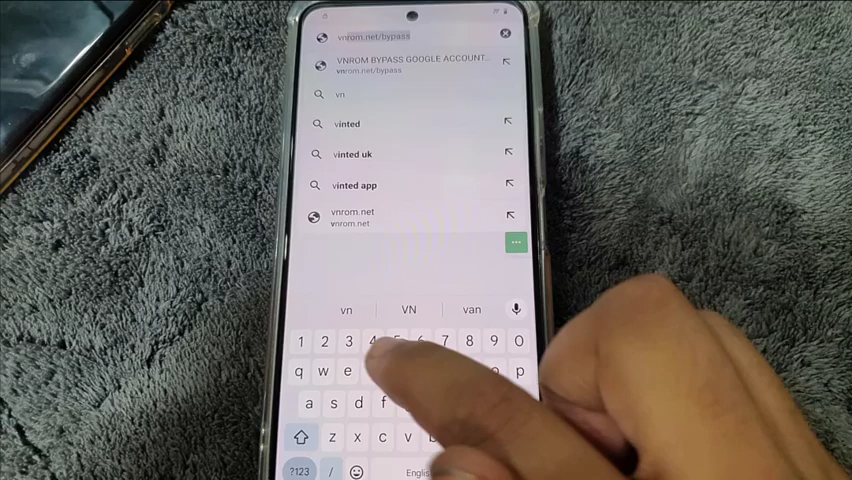 vnrom.net/bypass
VNROM BYPASS GOOGLE ACCOUNT...
vnrom.net/bypass
vn
vinted
vinted uk
vinted app
vnrom.net
vnrom.net
vn VN van
1 2 3 4 5 6 7 8 9 0
q w e o p
a s d f
z x c v b
?123 / Englis